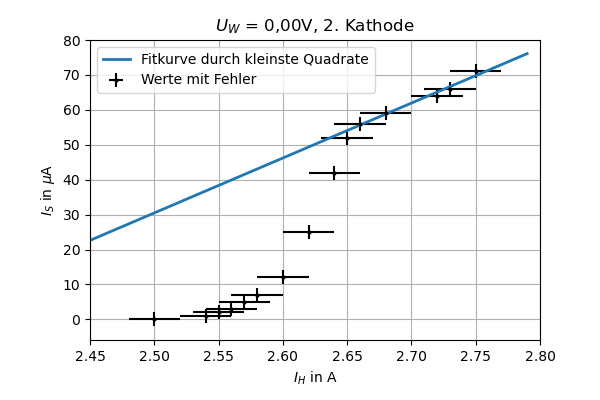 U_W = 0,00V, 2. Kathode
Fitkurve durch kleinste Quadrate
Werte mit Fehler
I_S in μA
80
70
60
50
40
30
20
10
0
2.45 2.50 2.55 2.60 2.65 2.70 2.75 2.80
I_H in A